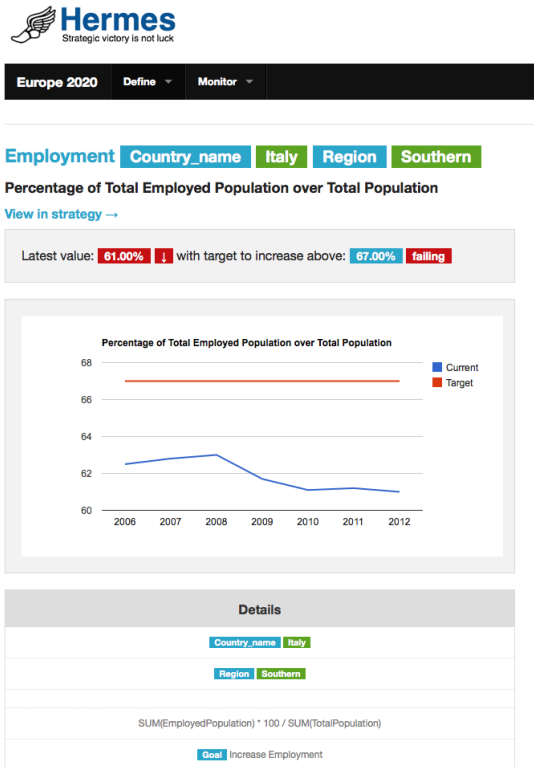 Hermes
Strategic victory is not luck
Europe 2020 Define Monitor
Employment Country_name Italy Region Southern
Percentage of Total Employed Population over Total Population
View in strategy →
Latest value: 61.00% ↓ with target to increase above: 67.00% failing
Percentage of Total Employed Population over Total Population
68
66
64
62
60
2006 2007 2008 2009 2010 2011 2012
Current
Target
Details
Country_name Italy
Region Southern
SUM(EmployedPopulation) * 100 / SUM(TotalPopulation)
Goal Increase Employment